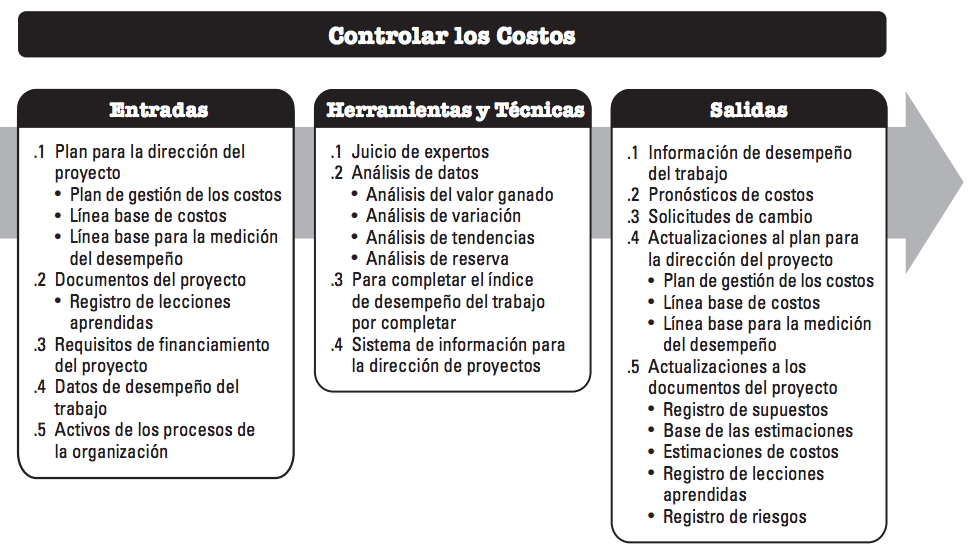 Controlar los Costos
Entradas
.1 Plan para la dirección del
proyecto
• Plan de gestión de los costos
• Línea base de costos
• Línea base para la medición
del desempeño
.2 Documentos del proyecto
• Registro de lecciones
aprendidas
.3 Requisitos de financiamiento
del proyecto
.4 Datos de desempeño del
trabajo
.5 Activos de los procesos de
la organización
Herramientas y Técnicas
.1 Juicio de expertos
.2 Análisis de datos
• Análisis del valor ganado
• Análisis de variación
• Análisis de tendencias
• Análisis de reserva
.3 Para completar el índice
de desempeño del trabajo
por completar
.4 Sistema de información para
la dirección de proyectos
Salidas
.1 Información de desempeño
del trabajo
.2 Pronósticos de costos
.3 Solicitudes de cambio
.4 Actualizaciones al plan para
la dirección del proyecto
• Plan de gestión de los costos
• Línea base de costos
• Línea base para la medición
del desempeño
.5 Actualizaciones a los
documentos del proyecto
• Registro de supuestos
• Base de las estimaciones
• Estimaciones de costos
• Registro de lecciones
aprendidas
• Registro de riesgos